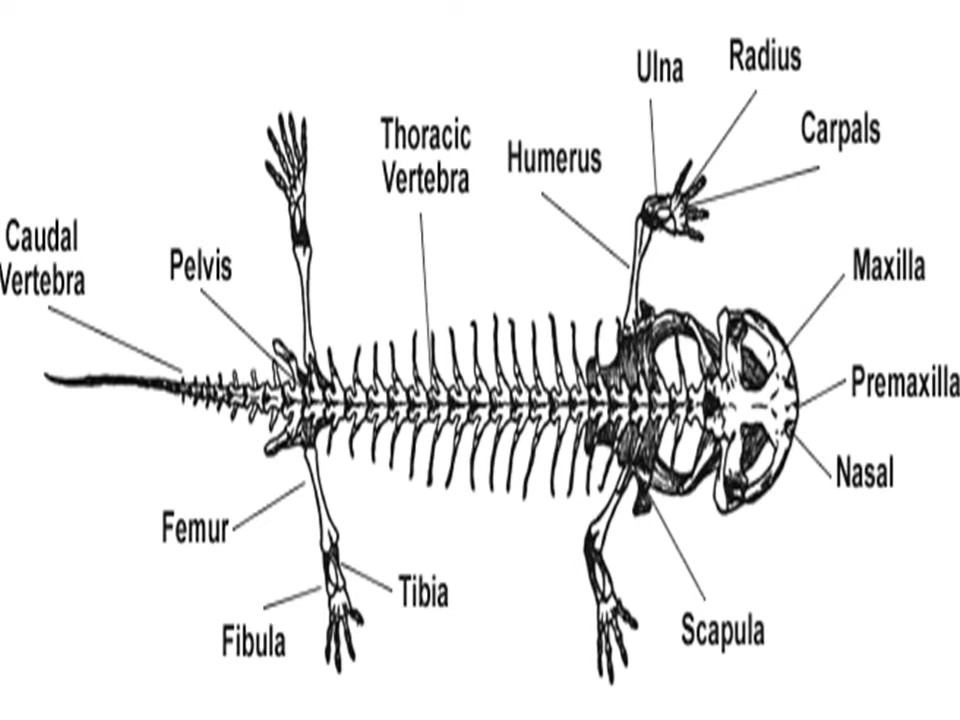 Ulna
Radius
Carpals
Thoracic
Vertebra
Humerus
Caudal
Vertebra
Pelvis
Maxilla
Premaxilla
Nasal
Femur
Tibia
Fibula
Scapula